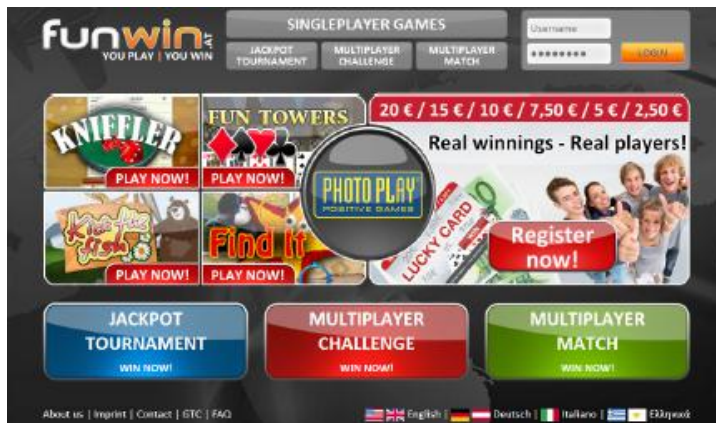 funwin.AT
YOU PLAY | YOU WIN
SINGLEPLAYER GAMES
JACKPOT
TOURNAMENT
MULTIPLAYER
CHALLENGE
MULTIPLAYER
MATCH
Username
LOGIN
KNIFFLER
PLAY NOW!
FUN TOWERS
PLAY NOW!
Kick the
fish
PLAY NOW!
Find It
PLAY NOW!
PHOTO PLAY
POSITIVE GAMES
20 € / 15 € / 10 € / 7,50 € / 5 € / 2,50 €
Real winnings - Real players!
LUCKY CARD
Register
now!
JACKPOT
TOURNAMENT
WIN NOW!
MULTIPLAYER
CHALLENGE
WIN NOW!
MULTIPLAYER
MATCH
WIN NOW!
About us | Imprint | Contact | GTC | FAQ
English | Deutsch | Italiano | Ελληνικά